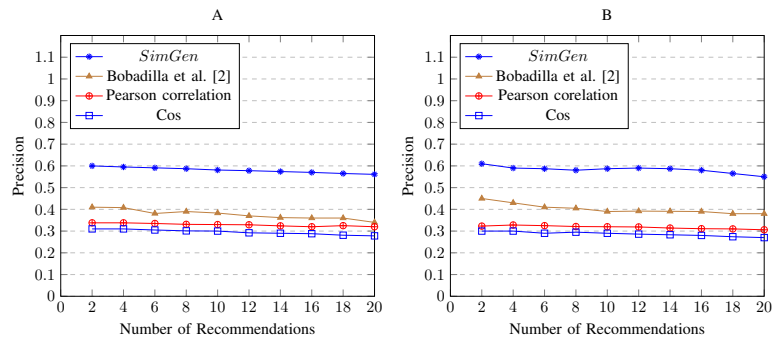 A
SimGen
Bobadilla et al. [2]
Pearson correlation
Cos
1.1
1
0.9
0.8
0.7
0.6
0.5
0.4
0.3
0.2
0.1
0
Precision
0 2 4 6 8 10 12 14 16 18 20
Number of Recommendations
B
SimGen
Bobadilla et al. [2]
Pearson corelation
Cos
1.1
1
0.9
0.8
0.7
0.6
0.5
0.4
0.3
0.2
0.1
0
Precision
0 2 4 6 8 10 12 14 16 18 20
Number of Recommendations